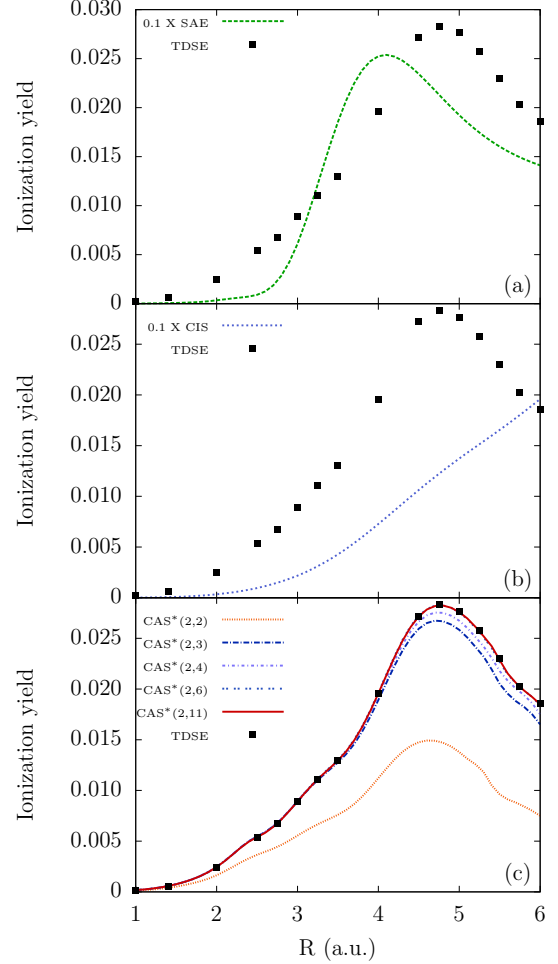 0.030
0.025
0.020
0.015
0.010
0.005
0
Ionization yield
0.1 X SAE
TDSE
(a)
0.025
0.020
0.015
0.010
0.005
0
Ionization yield
0.1 X CIS
TDSE
(b)
0.025
0.020
0.015
0.010
0.005
0
Ionization yield
CAS*(2,2)
CAS*(2,3)
CAS*(2,4)
CAS*(2,6)
CAS*(2,11)
TDSE
(c)
1 2 3 4 5 6
R (a.u.)